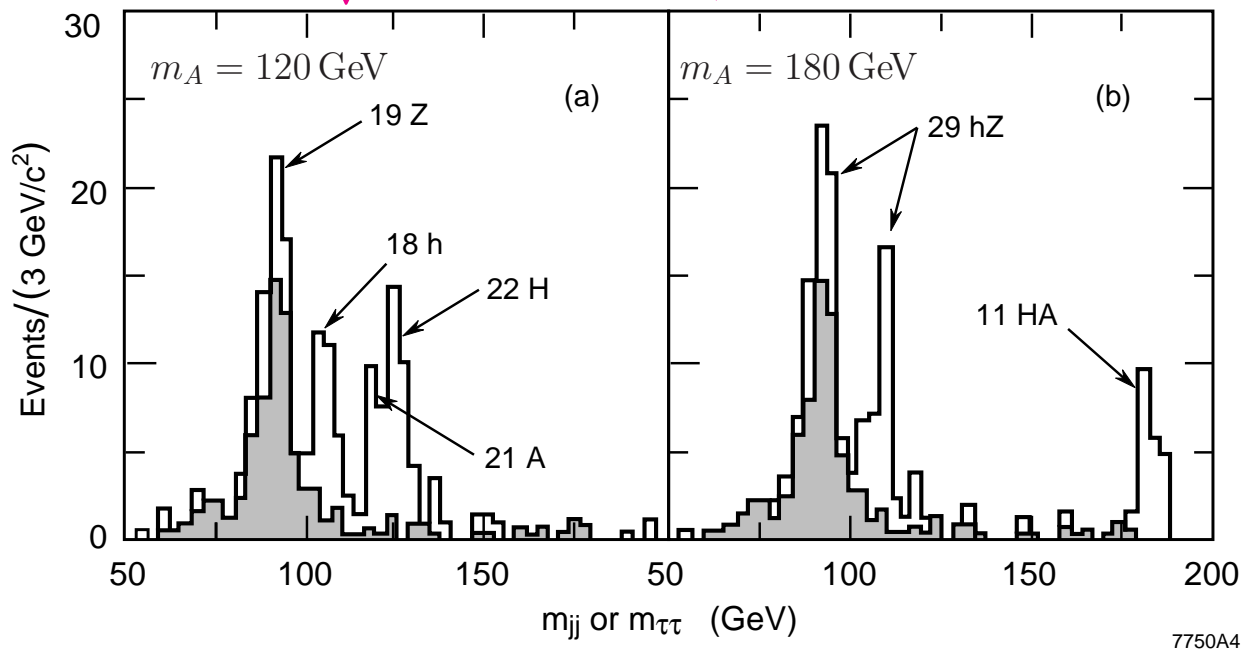 Events/(3 GeV/c²)
30
20
10
0
m_A = 120 GeV
(a)
19 Z
18 h
22 H
21 A
m_A = 180 GeV
(b)
29 hZ
11 HA
50 100 150 50 100 150 200
m_jj or m_ττ (GeV)
7750A4